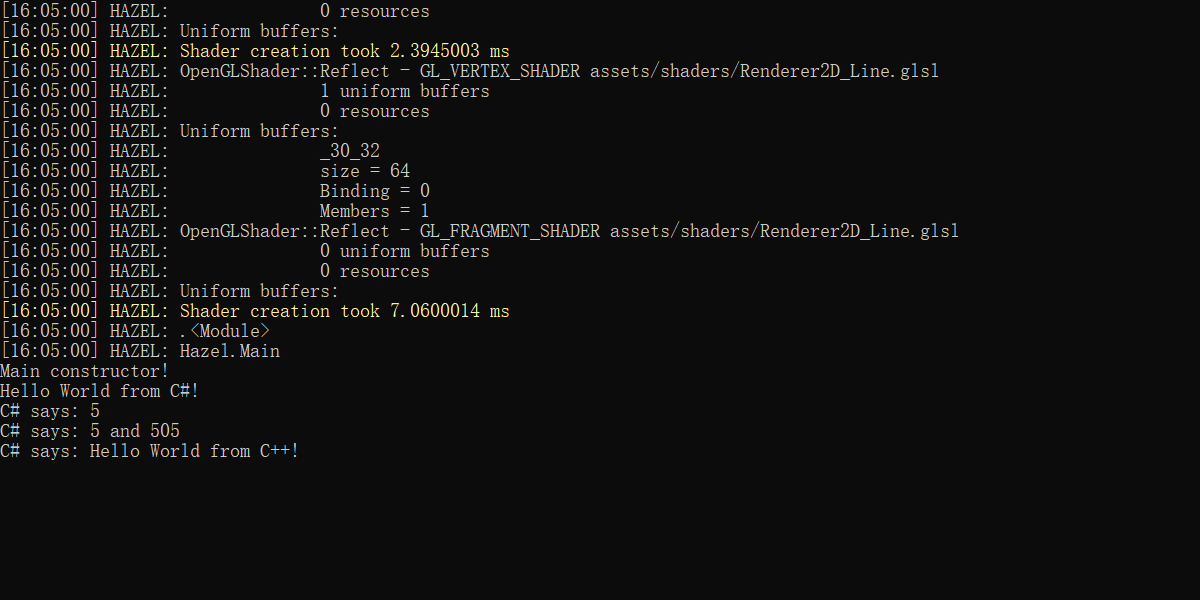 [16:05:00] HAZEL:               0 resources
[16:05:00] HAZEL: Uniform buffers:
[16:05:00] HAZEL: Shader creation took 2.3945003 ms
[16:05:00] HAZEL: OpenGLShader::Reflect - GL_VERTEX_SHADER assets/shaders/Renderer2D_Line.glsl
[16:05:00] HAZEL:               1 uniform buffers
[16:05:00] HAZEL:               0 resources
[16:05:00] HAZEL: Uniform buffers:
[16:05:00] HAZEL:               _30_32
[16:05:00] HAZEL:               size = 64
[16:05:00] HAZEL:               Binding = 0
[16:05:00] HAZEL:               Members = 1
[16:05:00] HAZEL: OpenGLShader::Reflect - GL_FRAGMENT_SHADER assets/shaders/Renderer2D_Line.glsl
[16:05:00] HAZEL:               0 uniform buffers
[16:05:00] HAZEL:               0 resources
[16:05:00] HAZEL: Uniform buffers:
[16:05:00] HAZEL: Shader creation took 7.0600014 ms
[16:05:00] HAZEL: .<Module>
[16:05:00] HAZEL: Hazel.Main
Main constructor!
Hello World from C#!
C# says: 5
C# says: 5 and 505
C# says: Hello World from C++!